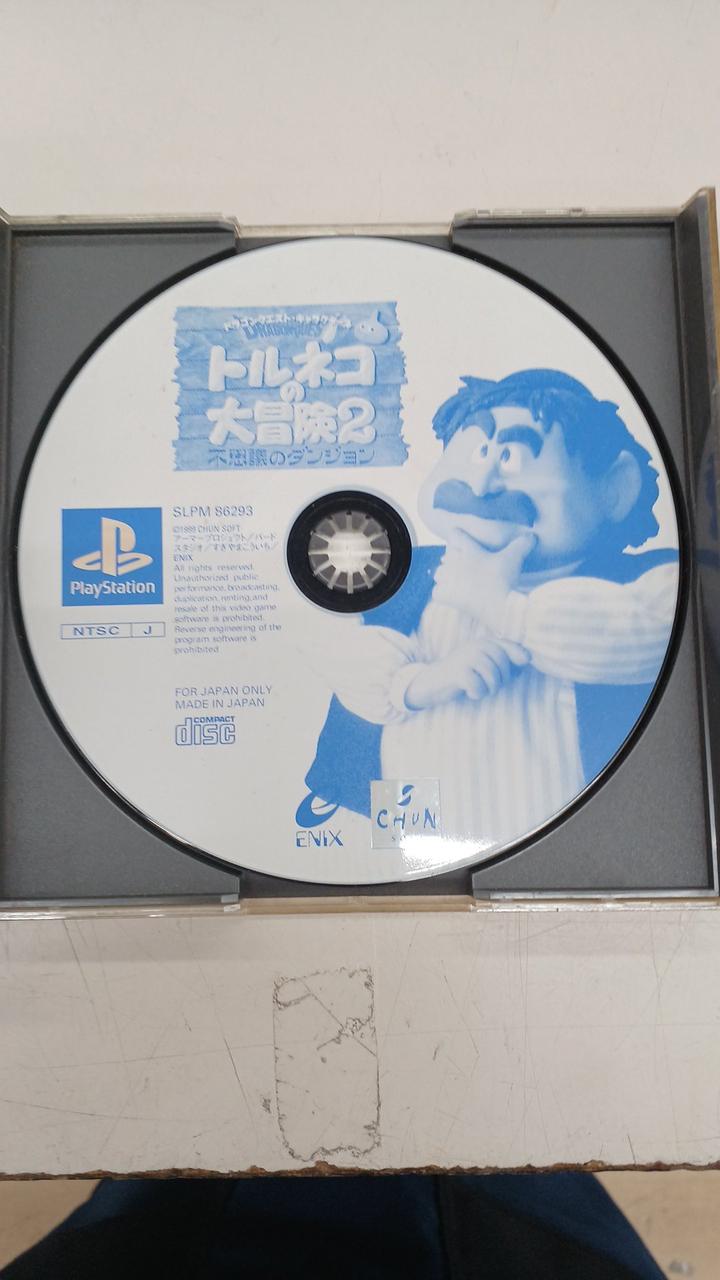 ドラゴンクエスト・キャラクターズ
DRAGONQUEST
トルネコ
の
大冒険2
不思議のダンジョン
SLPM 86293
©1999 CHUN SOFT
アーマープロジェクト／バード
スタジオ／すぎやまこういち／
ENIX
All rights reserved.
Unauthorized public
performance, broadcasting,
duplication, renting, and
resale of this video game
software is prohibited.
Reverse engineering of the
program software is
prohibited
PlayStation
NTSC J
FOR JAPAN ONLY
MADE IN JAPAN
COMPACT
disc
ENIX
CHUN